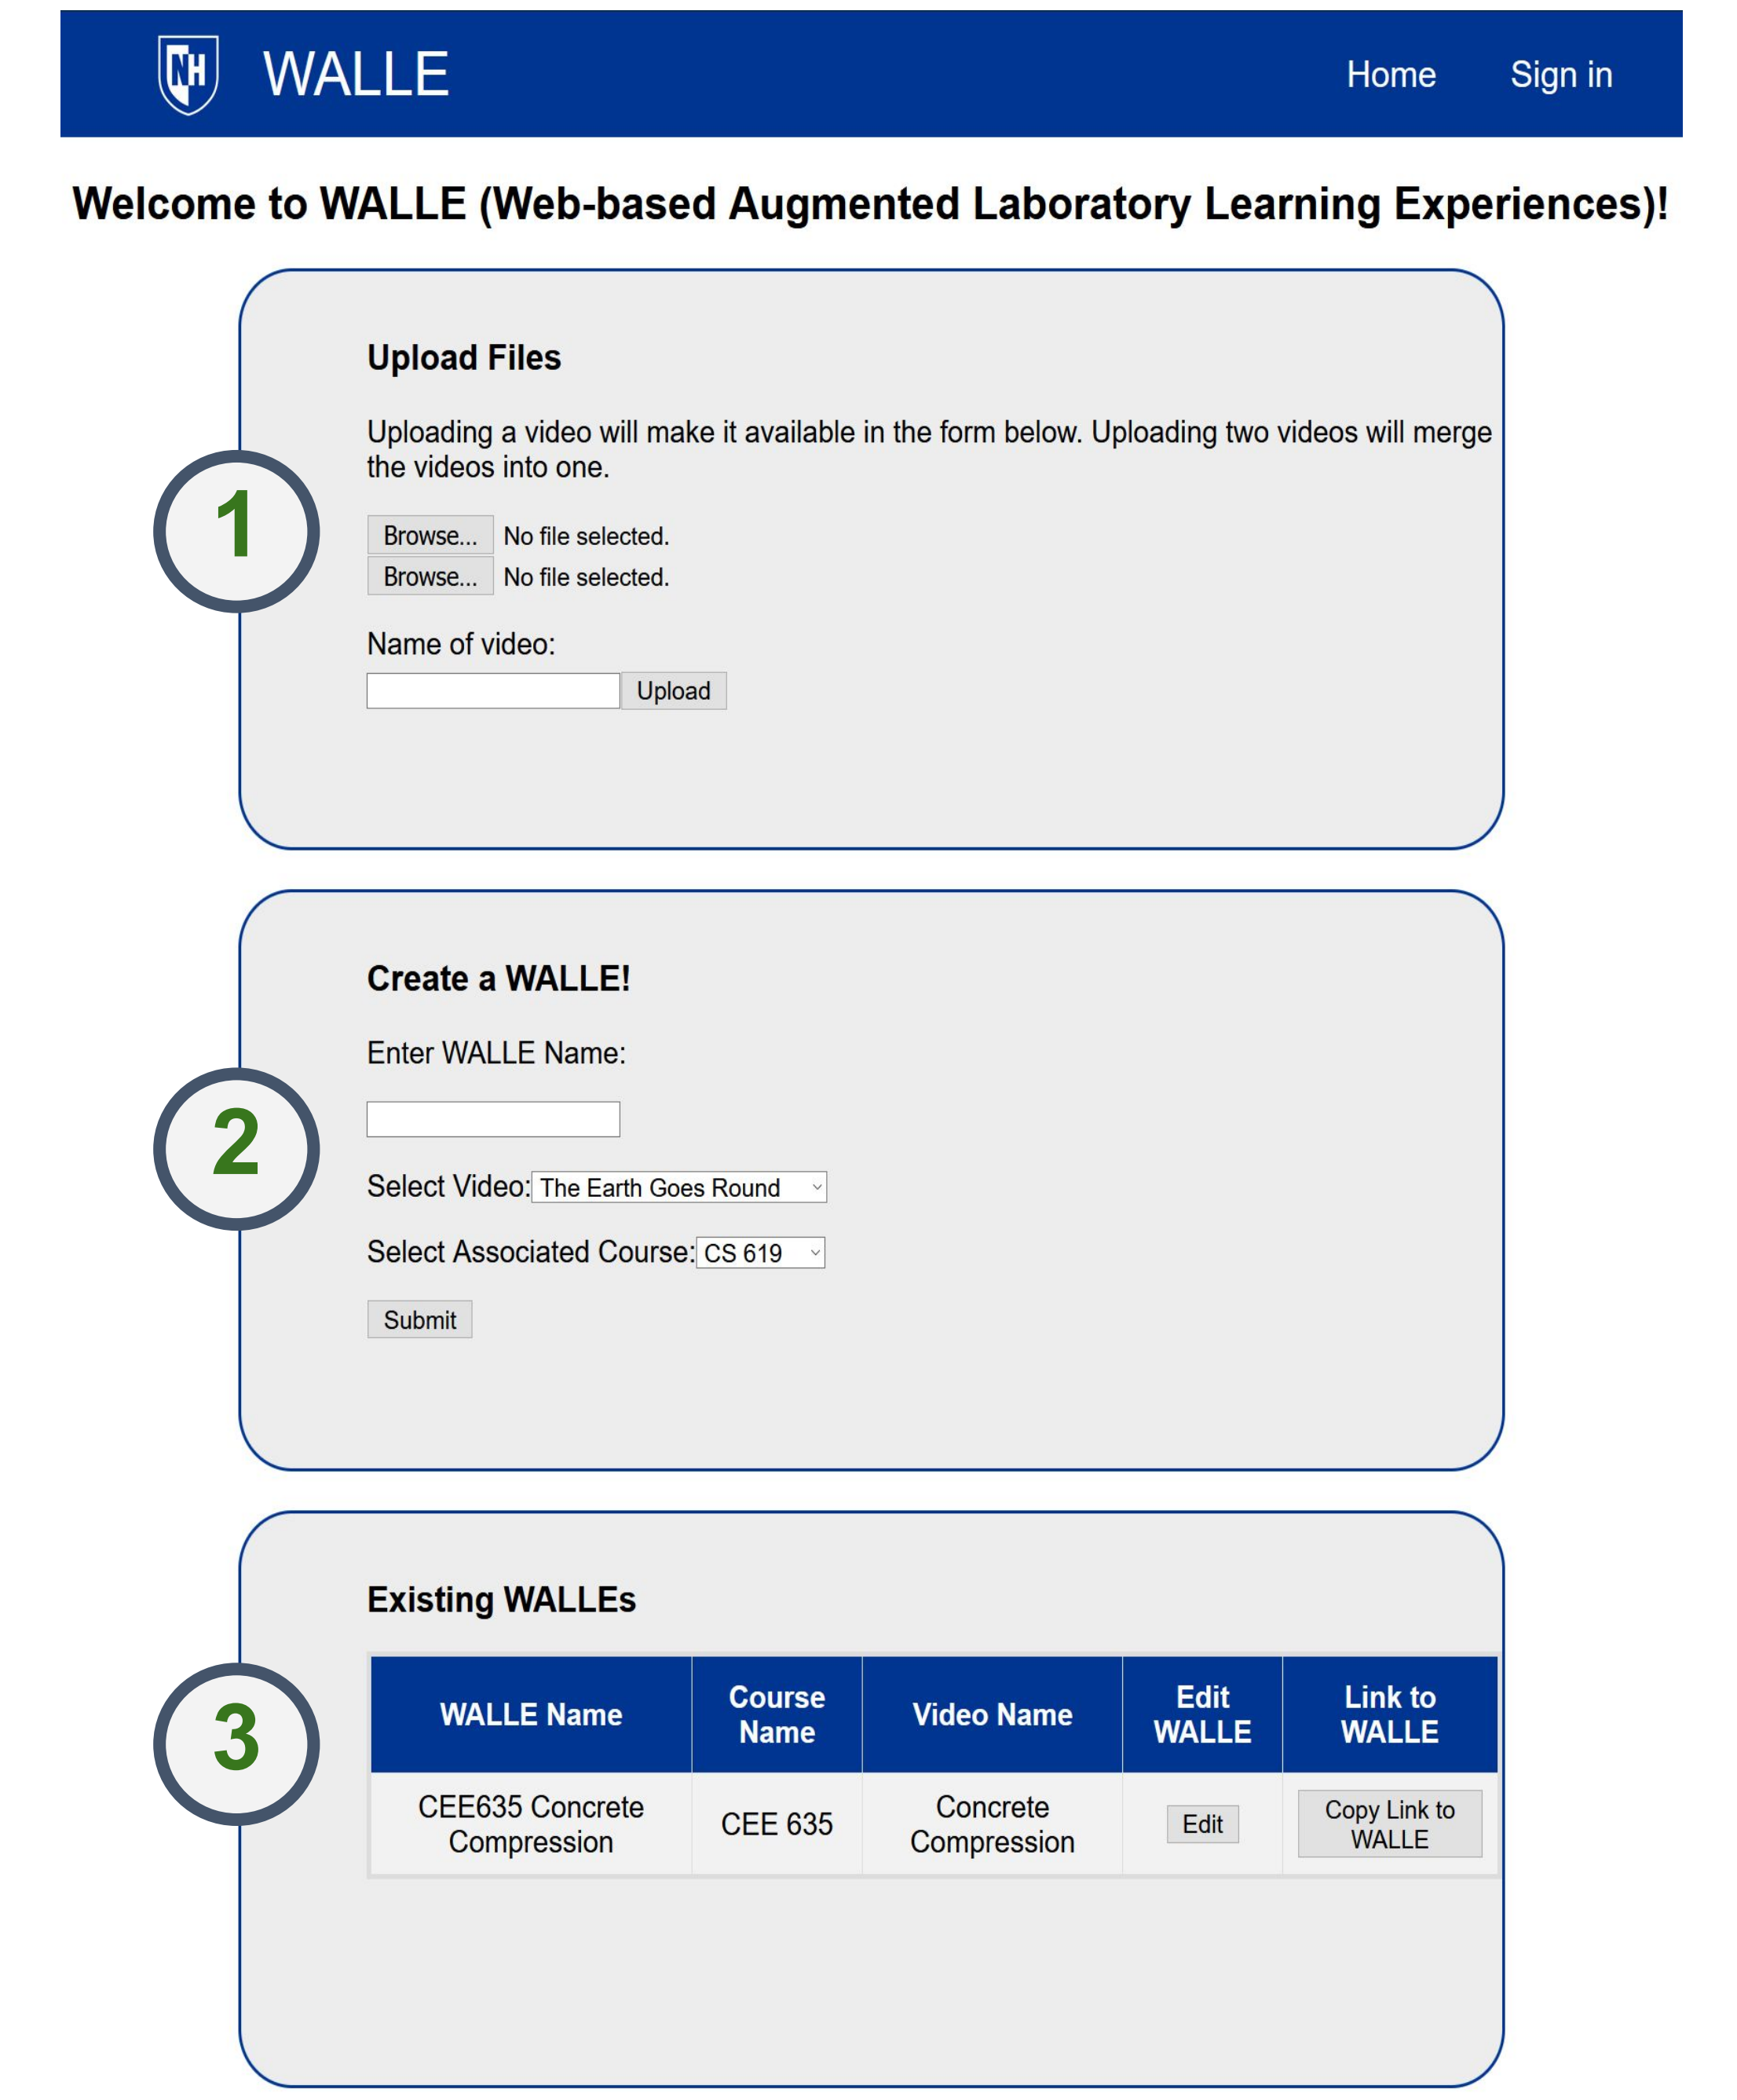 NH WALLE Home Sign in
Welcome to WALLE (Web-based Augmented Laboratory Learning Experiences)!
Upload Files
Uploading a video will make it available in the form below. Uploading two videos will merge
the videos into one.
1
Browse... No file selected.
Browse... No file selected.
Name of video:
Upload
Create a WALLE!
Enter WALLE Name:
2
Select Video: The Earth Goes Round
Select Associated Course: CS 619
Submit
Existing WALLEs
3
WALLE Name Course Name Video Name Edit WALLE Link to WALLE
CEE635 Concrete Compression CEE 635 Concrete Compression Edit Copy Link to WALLE